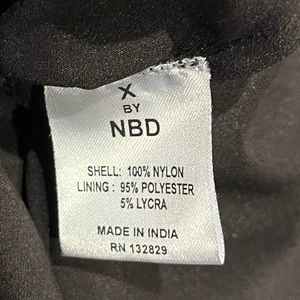 X
BY
NBD
SHELL: 100% NYLON
LINING : 95% POLYESTER
5% LYCRA
MADE IN INDIA
RN 132829